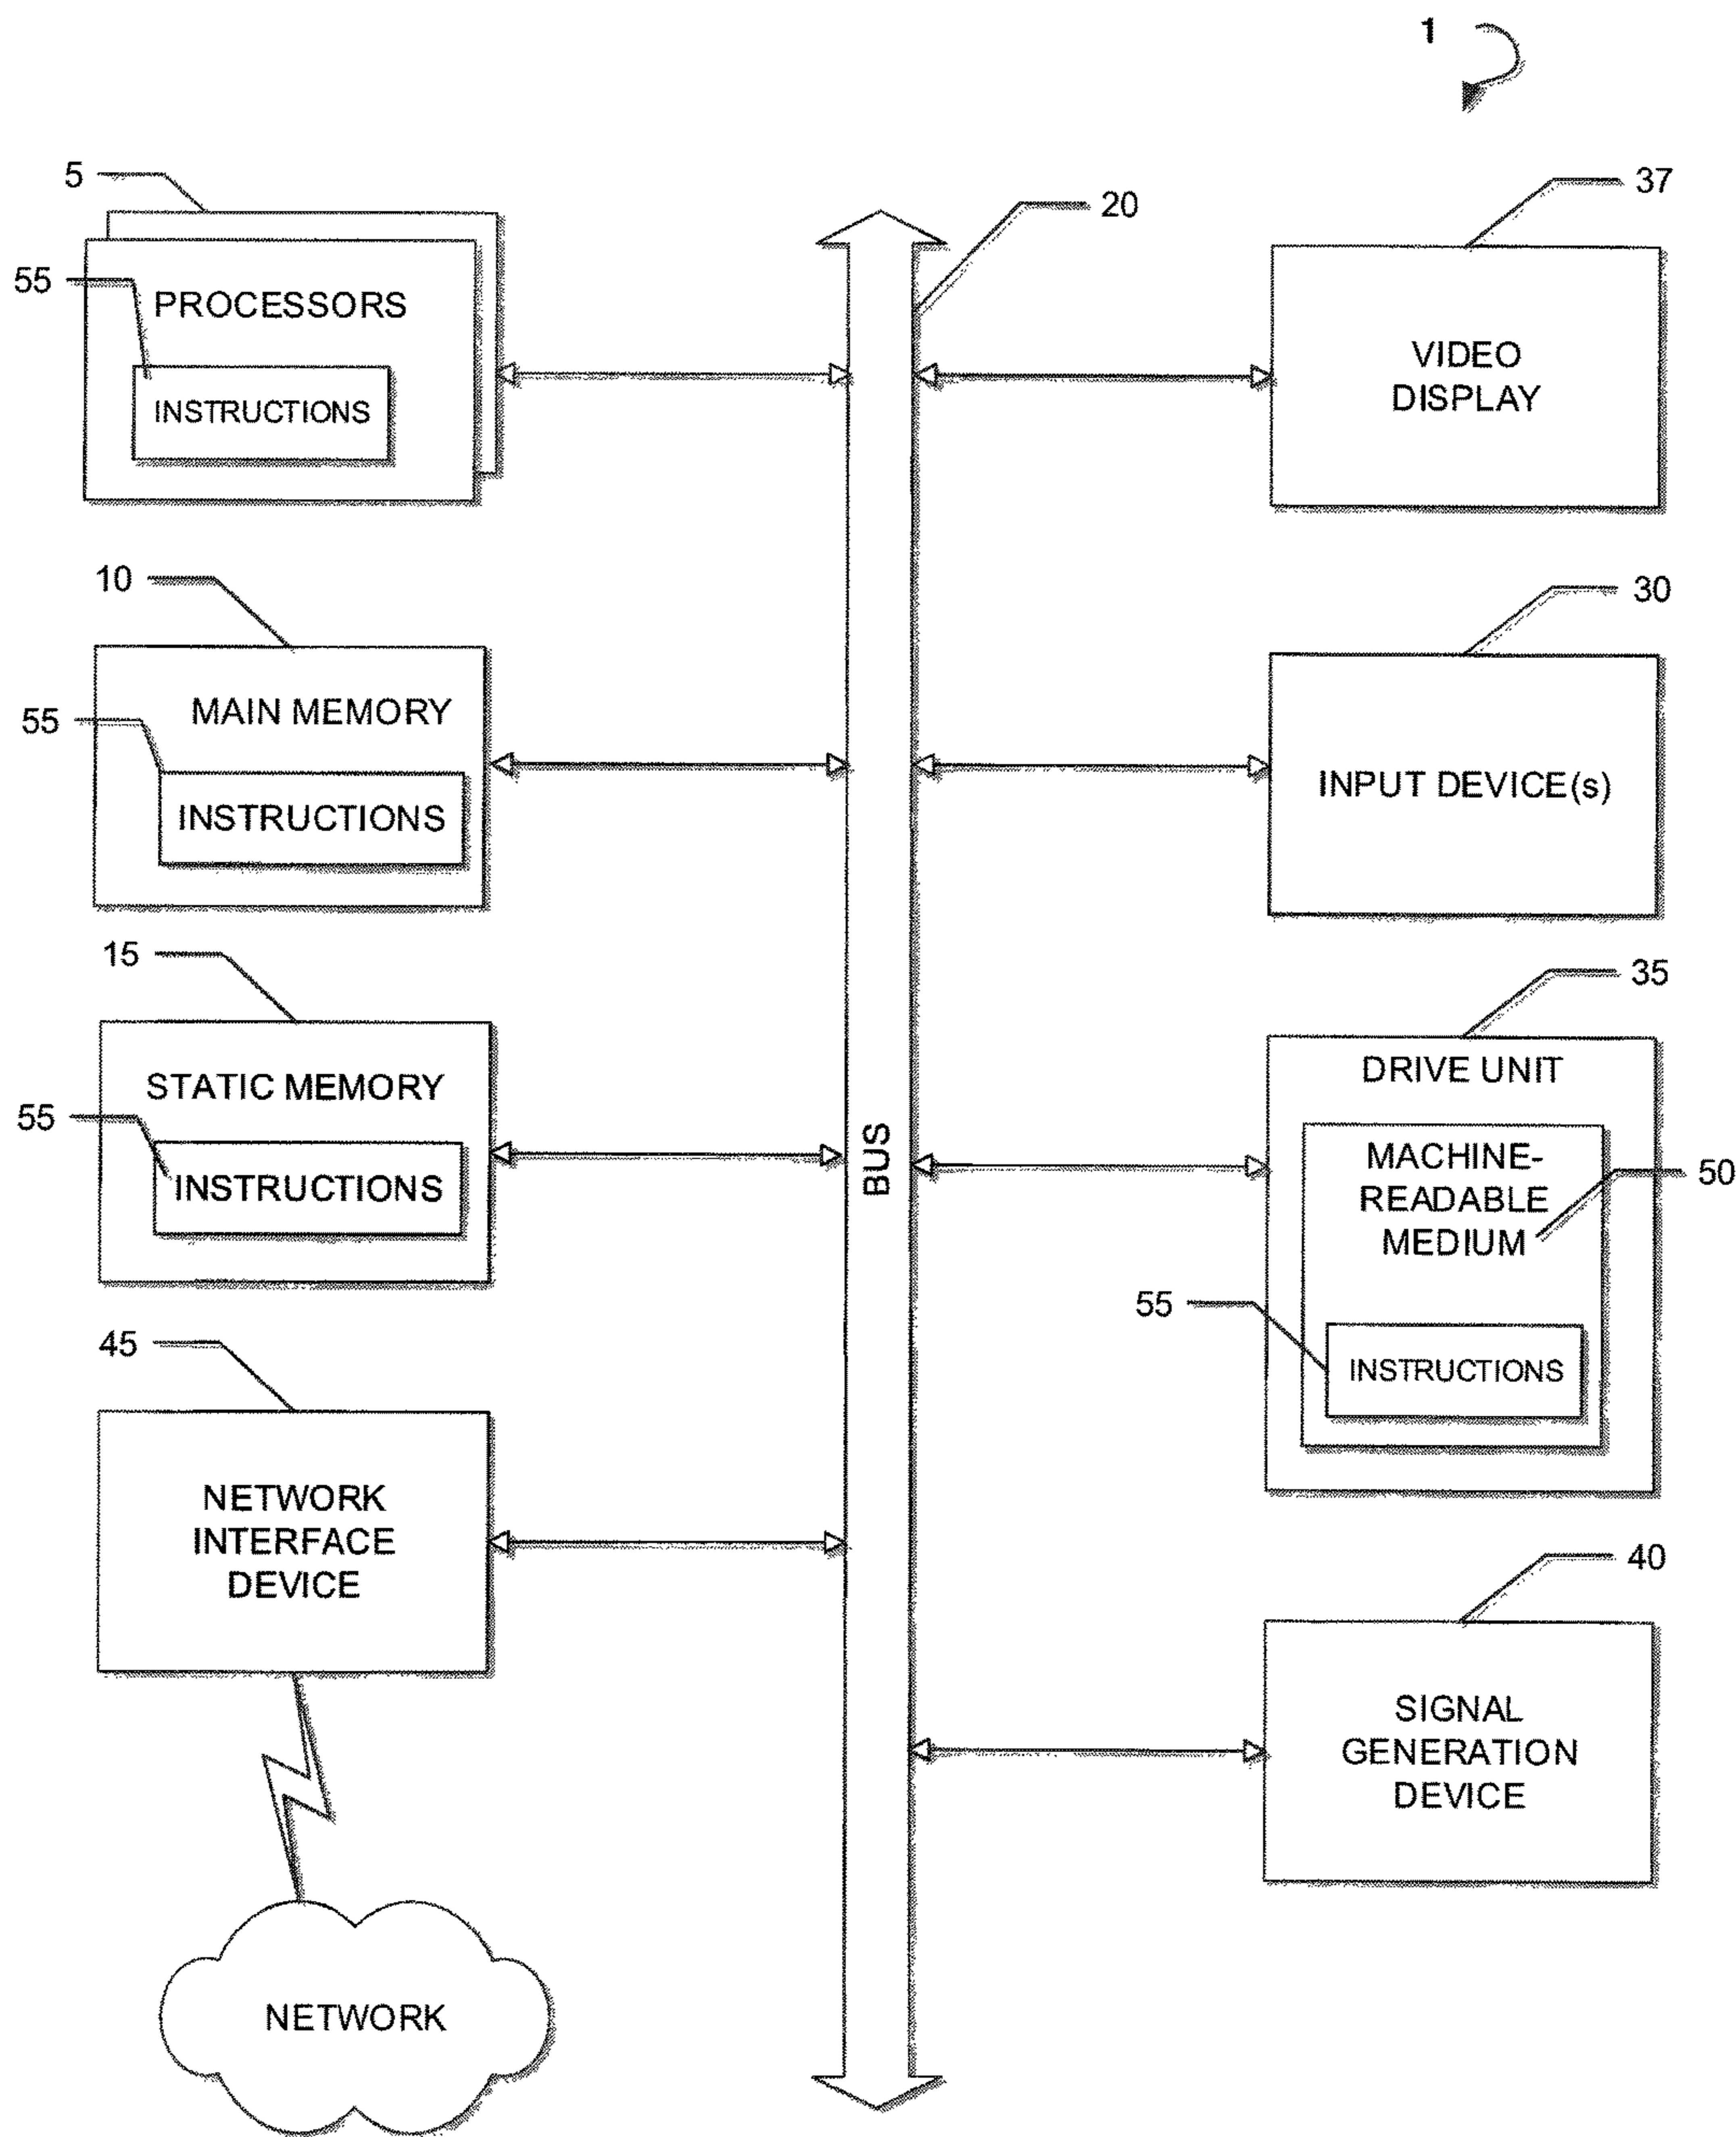 1
5
55
PROCESSORS
INSTRUCTIONS
20
37
VIDEO
DISPLAY
10
55
MAIN MEMORY
INSTRUCTIONS
30
INPUT DEVICE(s)
15
55
STATIC MEMORY
INSTRUCTIONS
BUS
35
DRIVE UNIT
MACHINE-
READABLE
MEDIUM
50
55
INSTRUCTIONS
45
NETWORK
INTERFACE
DEVICE
40
SIGNAL
GENERATION
DEVICE
NETWORK